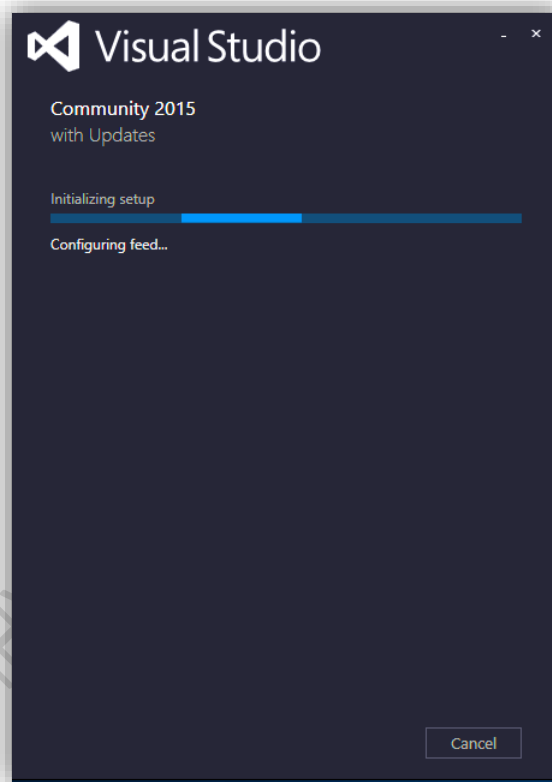 Visual Studio
Community 2015
with Updates
Initializing setup
Configuring feed...
Cancel